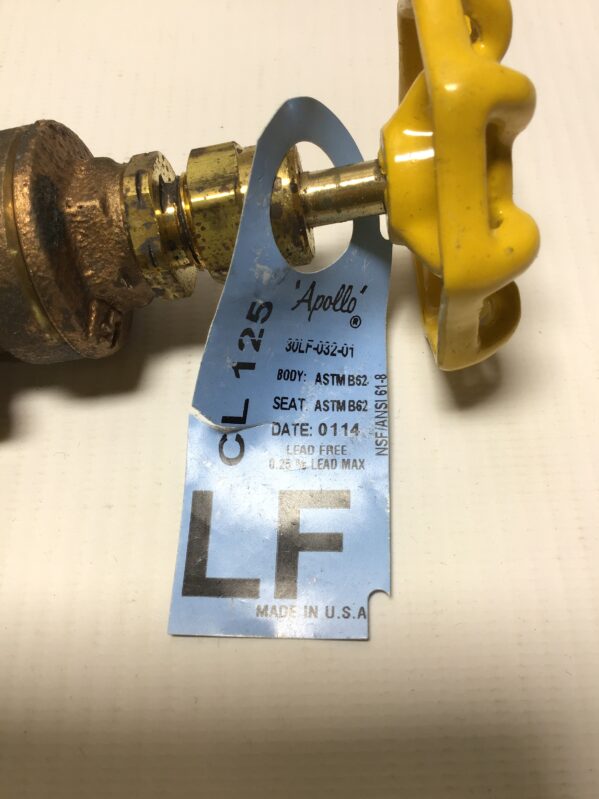 "Apollo"®
CL 125
30LF-032-01
BODY: ASTM B62
SEAT: ASTM B62
DATE: 0114
NSF/ANSI 61-8
LEAD FREE
0.25 % LEAD MAX
LF
MADE IN U.S.A